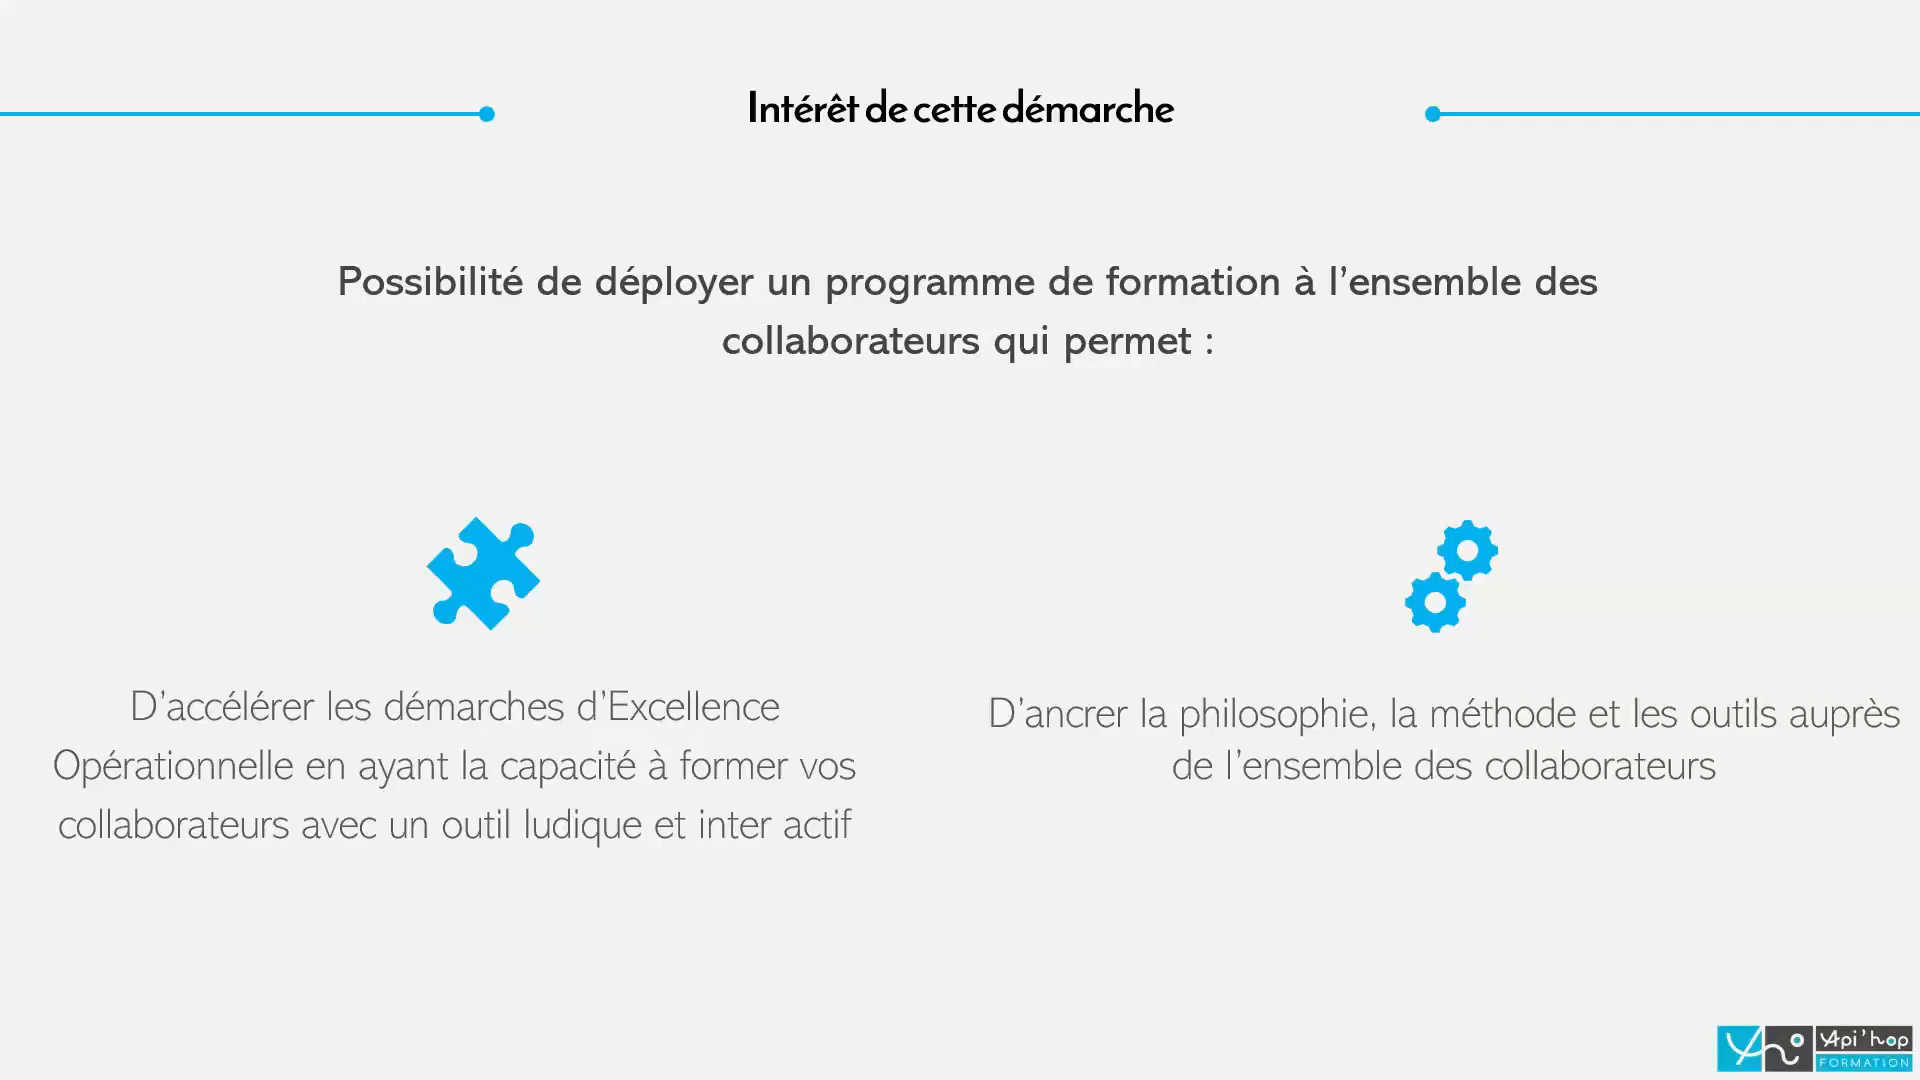 Intérêt de cette démarche
Possibilité de déployer un programme de formation à l’ensemble des
collaborateurs qui permet :
D’accélérer les démarches d’Excellence
Opérationnelle en ayant la capacité à former vos
collaborateurs avec un outil ludique et inter actif
D’ancrer la philosophie, la méthode et les outils auprès
de l’ensemble des collaborateurs
Api’hop
FORMATION